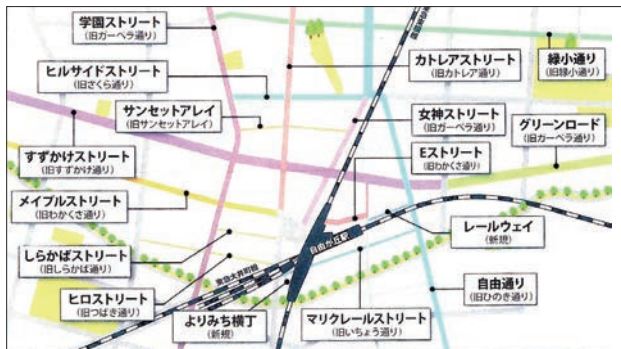 学園ストリート
(旧ガーベラ通り)
カトレアストリート
(旧カトレア通り)
緑小通り
(旧緑小通り)
ヒルサイドストリート
(旧さくら通り)
サンセットアレイ
(旧サンセットアレイ)
女神ストリート
(旧ガーベラ通り)
グリーンロード
(旧ガーベラ通り)
すずかけストリート
(旧すずかけ通り)
Eストリート
(旧わかくさ通り)
メイプルストリート
(旧わかくさ通り)
レールウェイ
(新規)
自由が丘駅
しらかばストリート
(旧しらかば通り)
東急大井町線
自由通り
(旧ひのき通り)
ヒロストリート
(旧つばき通り)
よりみち横丁
(新規)
マリクレールストリート
(旧いちょう通り)